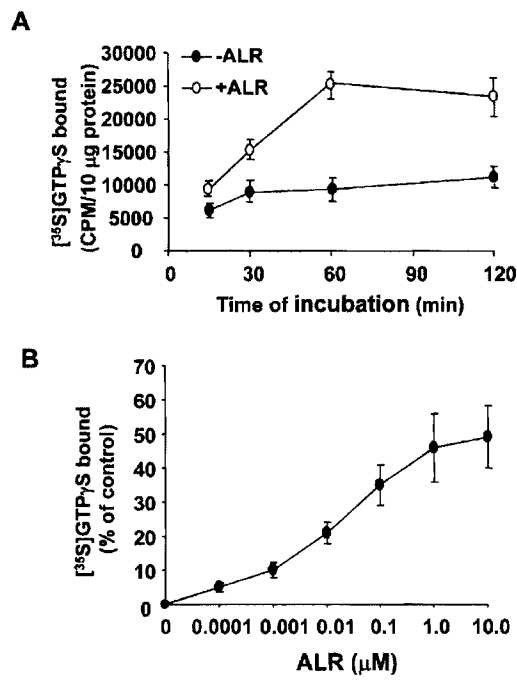 A
[³⁵S]GTPγS bound
(CPM/10 μg protein)
30000
25000
20000
15000
10000
5000
0
-ALR
+ALR
0 30 60 90 120
Time of incubation (min)
B
[³⁵S]GTPγS bound
(% of control)
70
60
50
40
30
20
10
0
0 0.0001 0.001 0.01 0.1 1.0 10.0
ALR (μM)